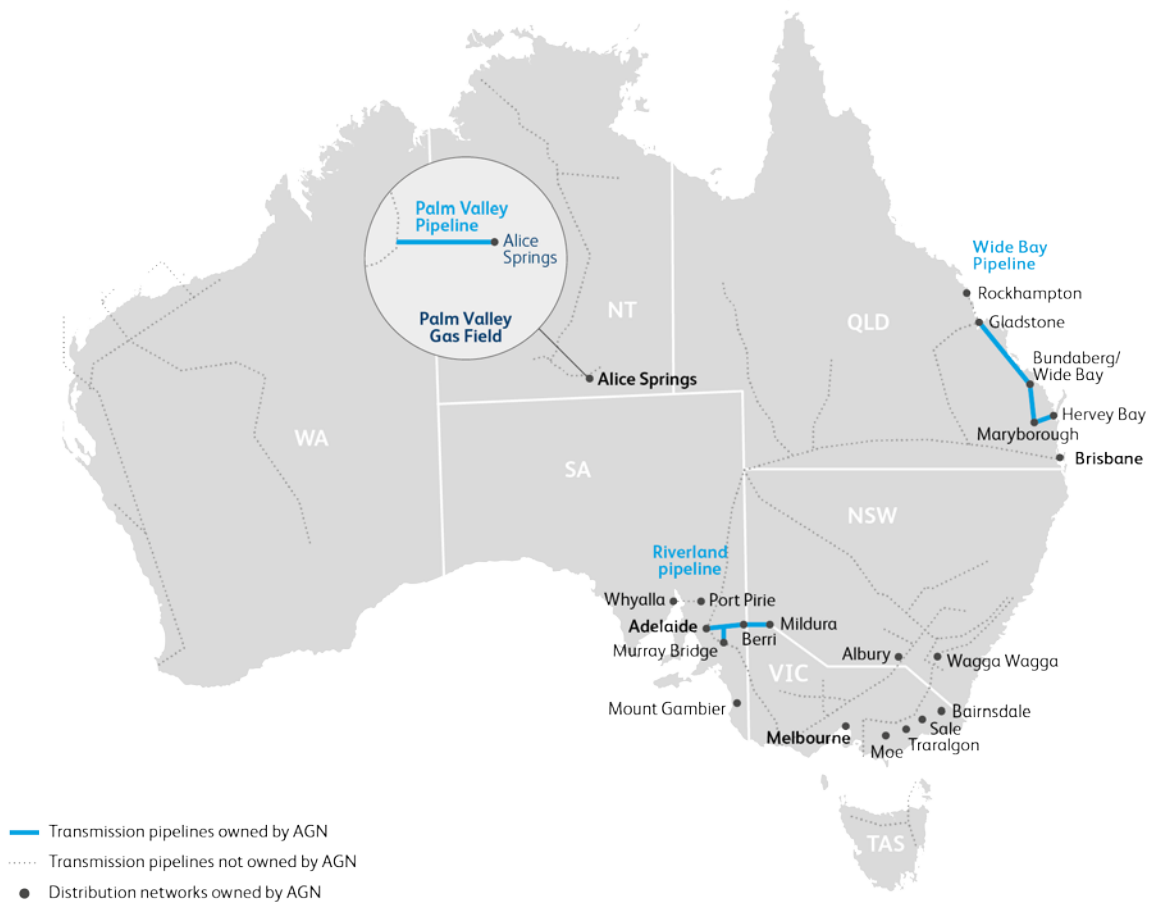 Palm Valley
Pipeline
Alice
Springs
Palm Valley
Gas Field
NT
Alice Springs
Wide Bay
Pipeline
Rockhampton
QLD
Gladstone
Bundaberg/
Wide Bay
Hervey Bay
Maryborough
Brisbane
WA
SA
NSW
Riverland
pipeline
Whyalla
Port Pirie
Adelaide
Mildura
Berri
Murray Bridge
Albury
Wagga Wagga
VIC
Mount Gambier
Bairnsdale
Sale
Melbourne
Traralgon
Moe
TAS
Transmission pipelines owned by AGN
Transmission pipelines not owned by AGN
Distribution networks owned by AGN